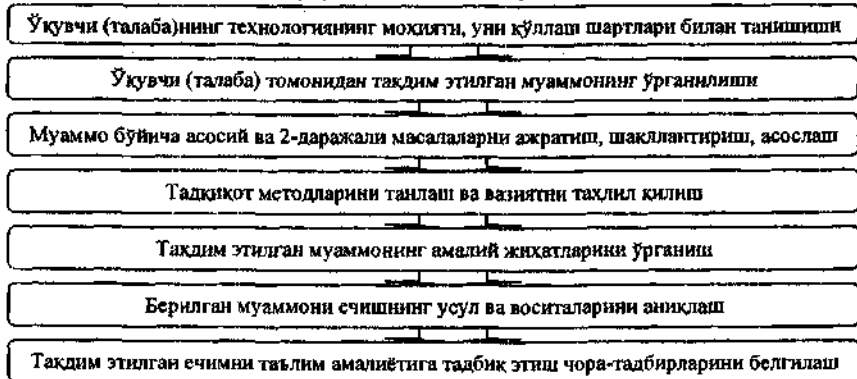 Ўқувчи (талаба)нинг технологиянинг моҳияти, уни қўллаш шартлари билан танишиши
Ўқувчи (талаба) томонидан тақдим этилган муаммонинг ўрганилиши
Муаммо бўйича асосий ва 2-даражали масалаларни ажратиш, шакллантириш, асослаш
Тадқиқот методларини танлаш ва вазиятни таҳлил қилиш
Тақдим этилган муаммонинг амалий жиҳатларини ўрганиш
Берилган муаммони ечишнинг усул ва воситаларини аниқлаш
Тақдим этилган ечимни таълим амалиётига тадбиқ этиш чора-тадбирларини белгилаш